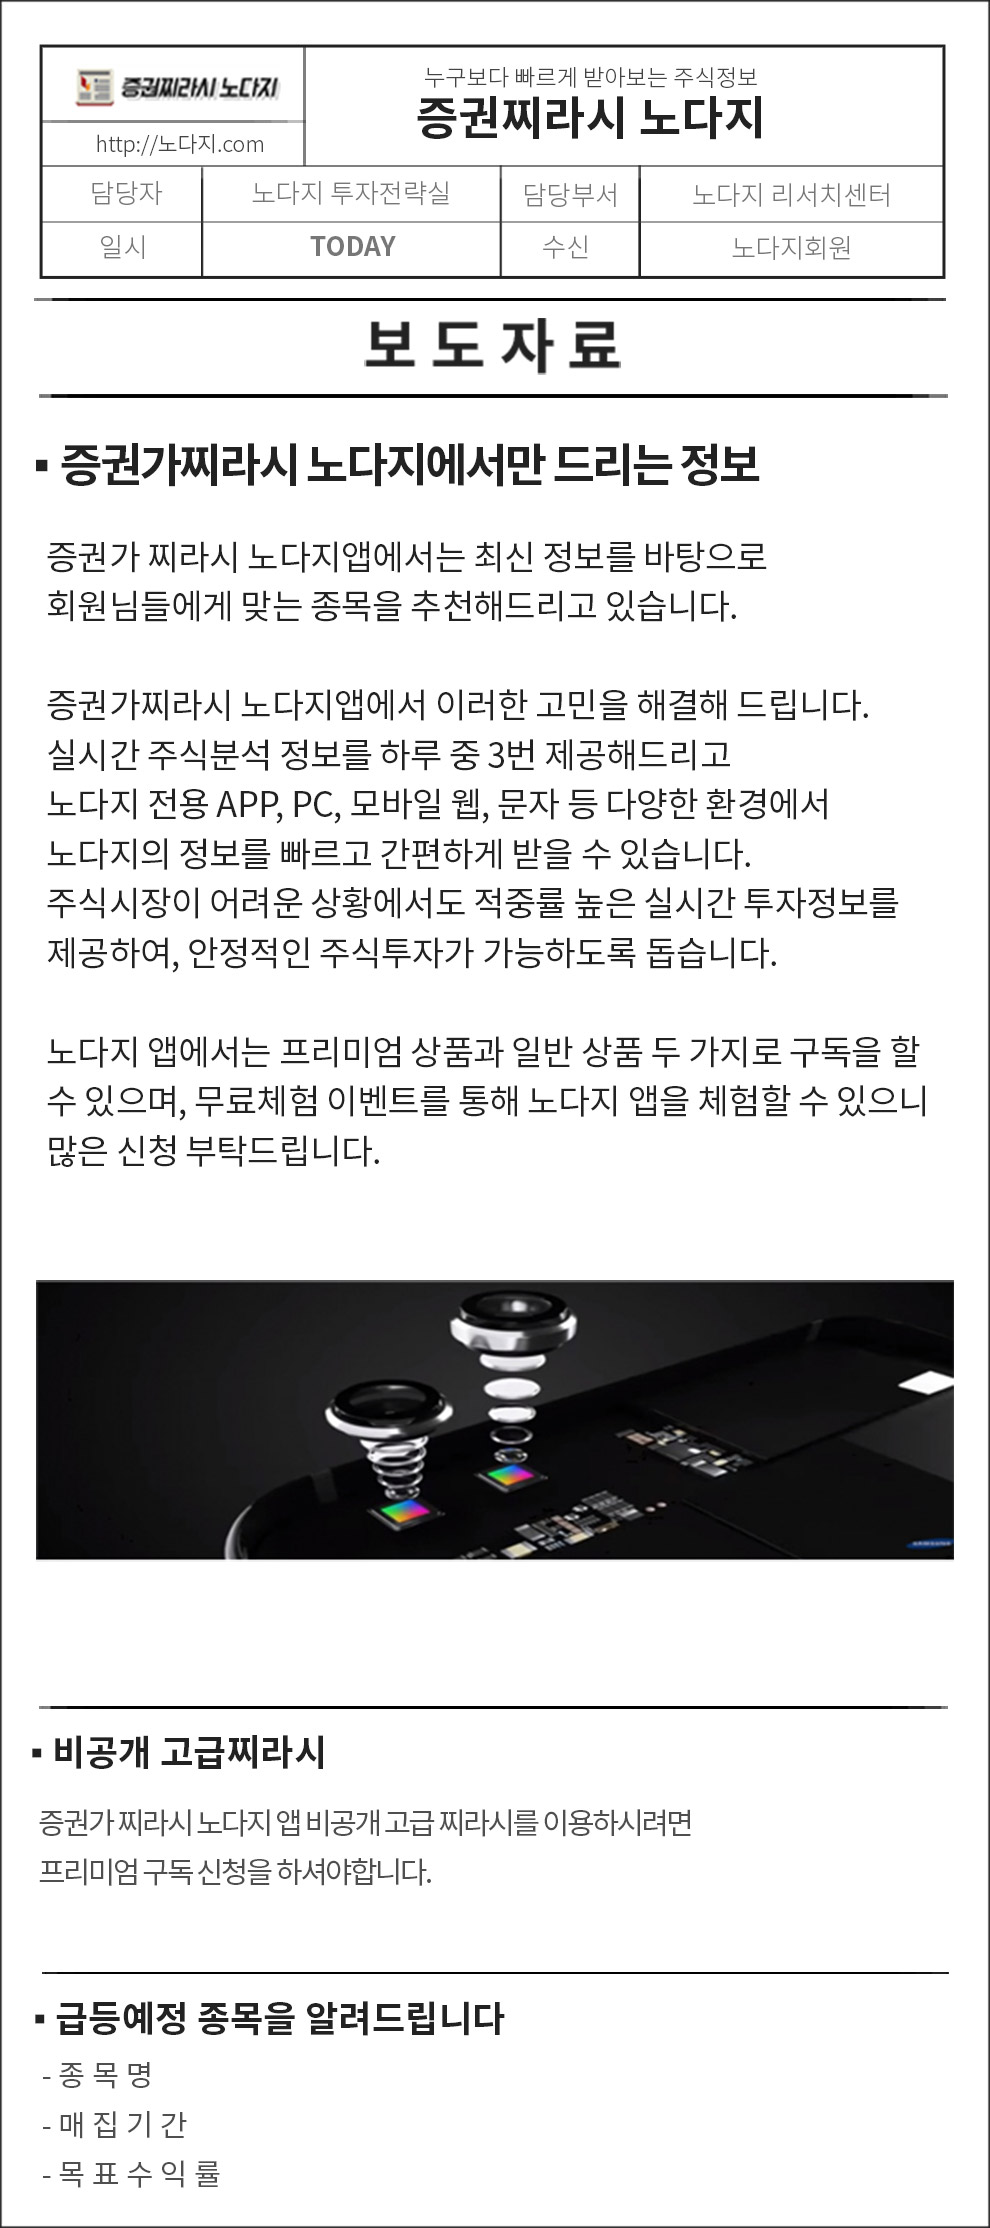 증권찌라시 노다지
http://노다지.com
누구보다 빠르게 받아보는 주식정보
증권찌라시 노다지
담당자 노다지 투자전략실 담당부서 노다지 리서치센터
일시 TODAY 수신 노다지회원
보도자료
▪ 증권가찌라시 노다지에서만 드리는 정보
증권가 찌라시 노다지앱에서는 최신 정보를 바탕으로
회원님들에게 맞는 종목을 추천해드리고 있습니다.
증권가찌라시 노다지앱에서 이러한 고민을 해결해 드립니다.
실시간 주식분석 정보를 하루 중 3번 제공해드리고
노다지 전용 APP, PC, 모바일 웹, 문자 등 다양한 환경에서
노다지의 정보를 빠르고 간편하게 받을 수 있습니다.
주식시장이 어려운 상황에서도 적중률 높은 실시간 투자정보를
제공하여, 안정적인 주식투자가 가능하도록 돕습니다.
노다지 앱에서는 프리미엄 상품과 일반 상품 두 가지로 구독을 할
수 있으며, 무료체험 이벤트를 통해 노다지 앱을 체험할 수 있으니
많은 신청 부탁드립니다.
SAMSUNG
▪ 비공개 고급찌라시
증권가 찌라시 노다지 앱 비공개 고급 찌라시를 이용하시려면
프리미엄 구독 신청을 하셔야합니다.
▪ 급등예정 종목을 알려드립니다
- 종 목 명
- 매 집 기 간
- 목 표 수 익 률